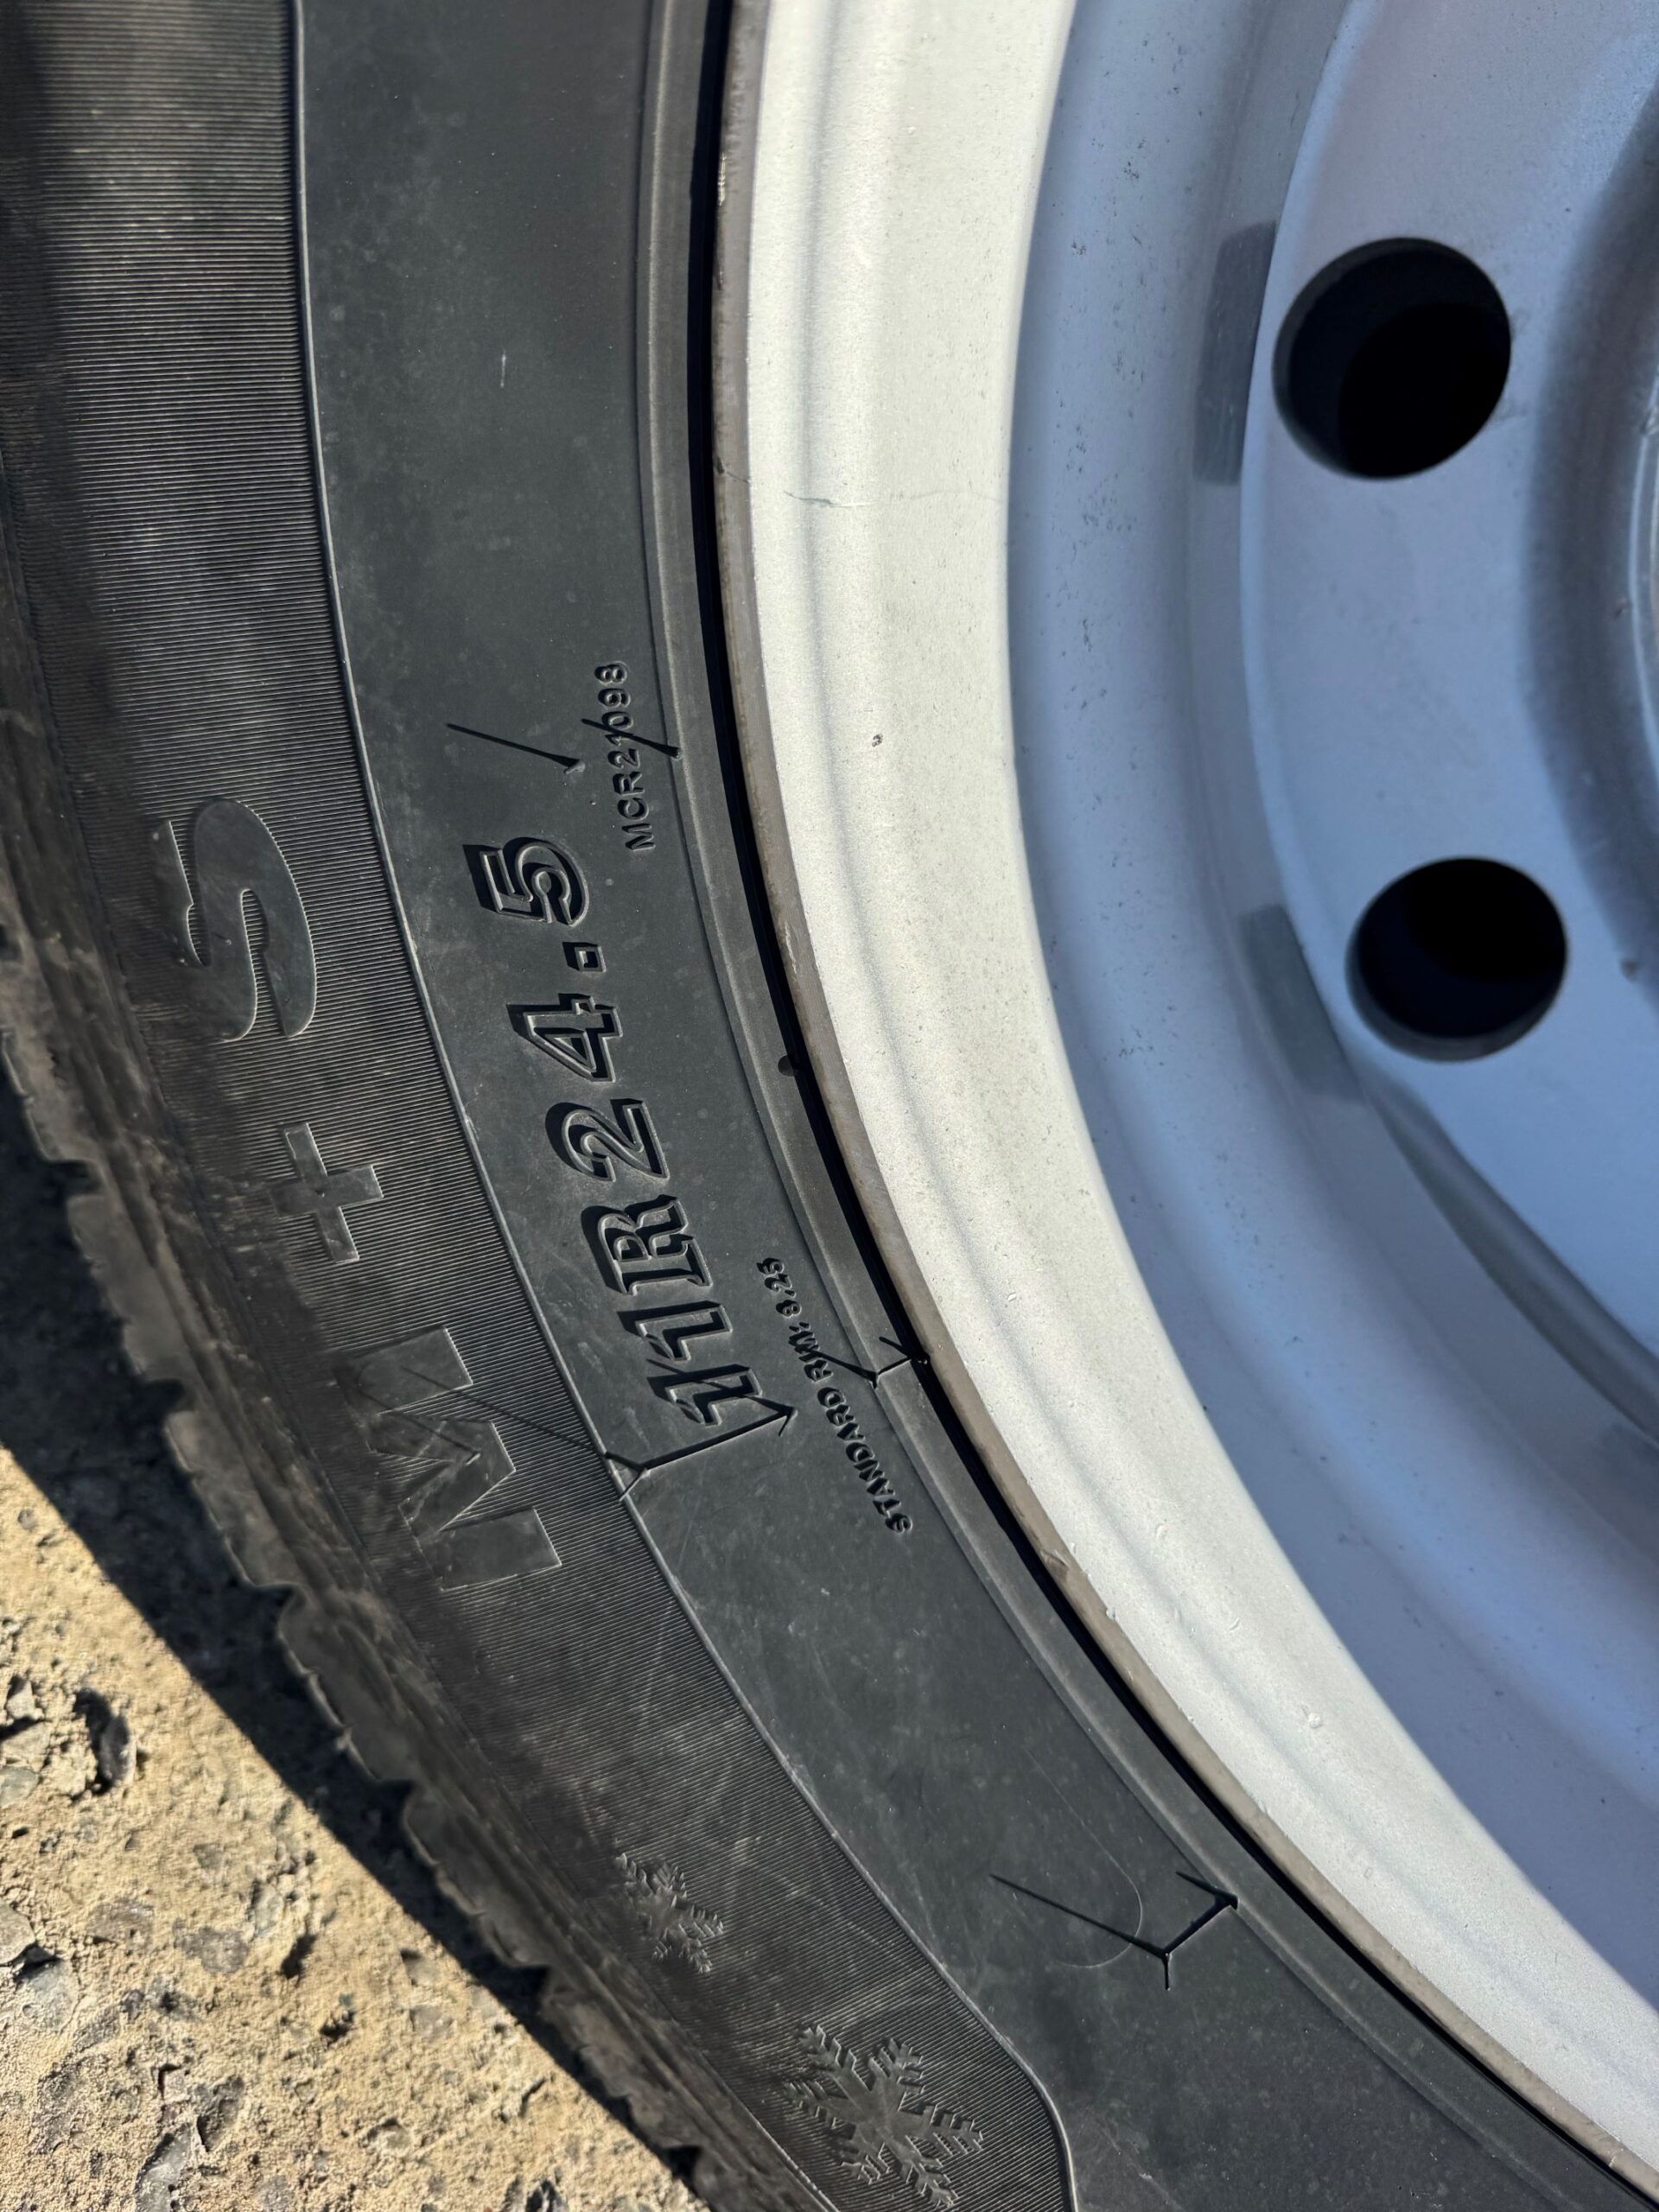 M+S
11R24.5
MCR21098
STANDARD RIM: 8.25